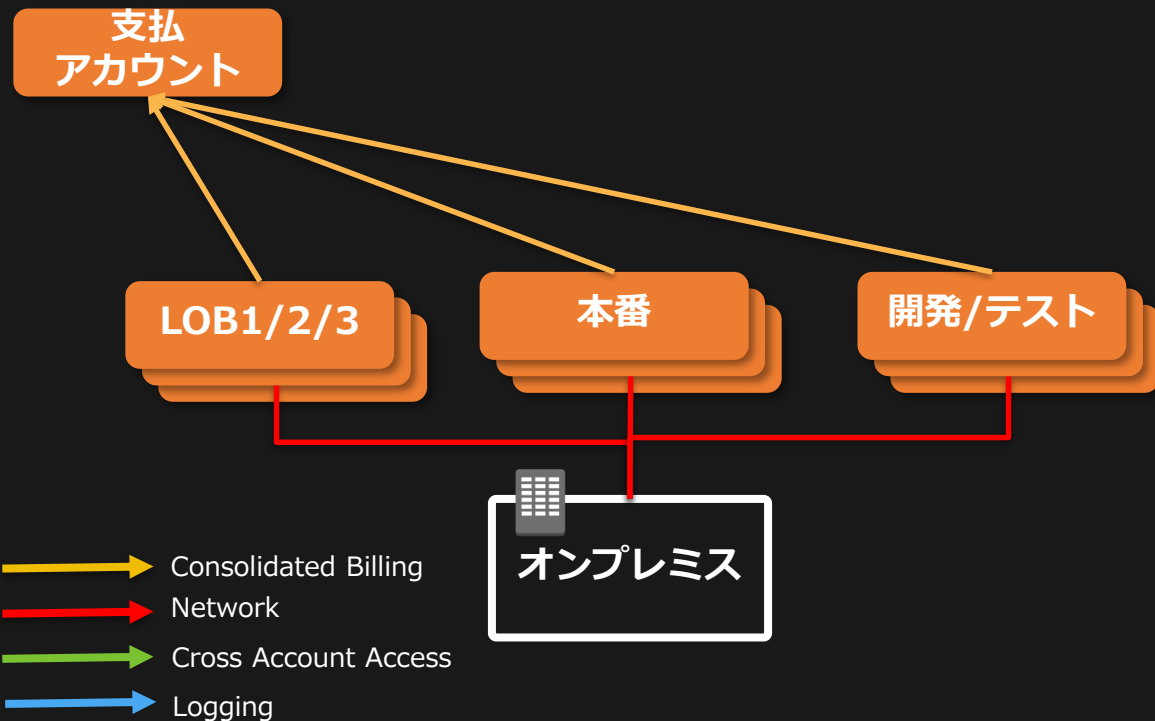 支払
アカウント
LOB1/2/3
本番
開発/テスト
オンプレミス
Consolidated Billing
Network
Cross Account Access
Logging